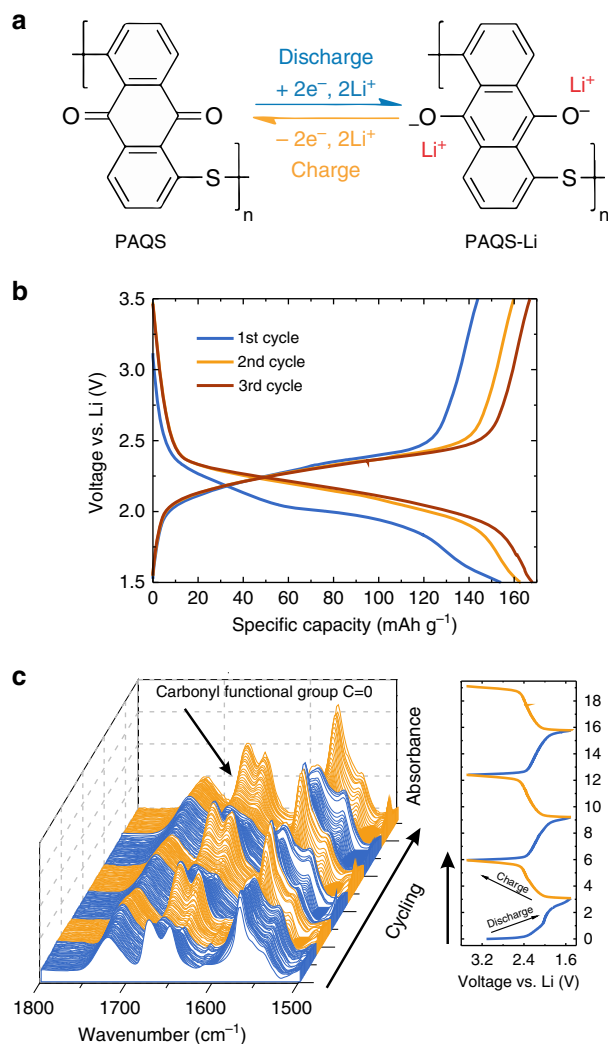 a
Discharge
+ 2e⁻, 2Li⁺
− 2e⁻, 2Li⁺
Charge
O
O
S
n
PAQS
Li⁺
−O
O−
Li⁺
S
n
PAQS-Li
b
Voltage vs. Li (V)
3.5
3.0
2.5
2.0
1.5
1st cycle
2nd cycle
3rd cycle
0 20 40 60 80 100 120 140 160
Specific capacity (mAh g⁻¹)
c
Carbonyl functional group C=0
Absorbance
Cycling
1800 1700 1600 1500
Wavenumber (cm⁻¹)
18
16
14
12
10
8
6
4
2
0
Charge
Discharge
3.2 2.4 1.6
Voltage vs. Li (V)